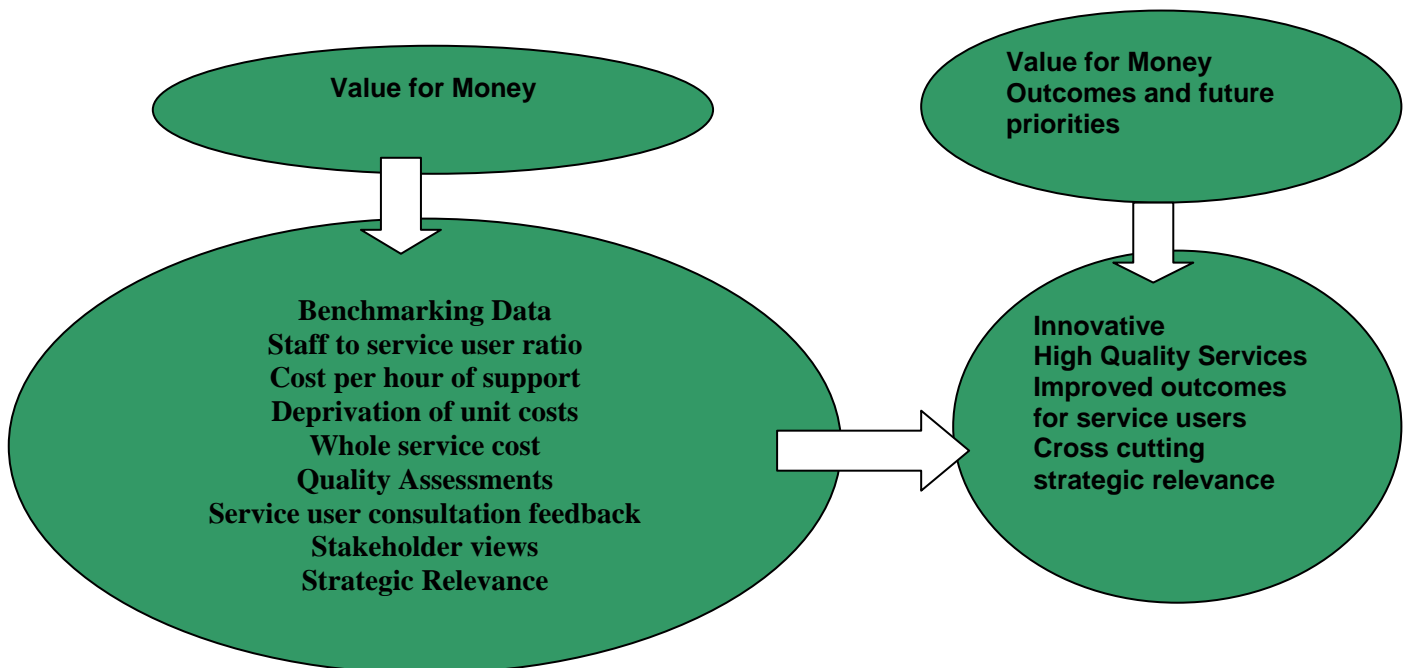 Value for Money
Benchmarking Data
Staff to service user ratio
Cost per hour of support
Deprivation of unit costs
Whole service cost
Quality Assessments
Service user consultation feedback
Stakeholder views
Strategic Relevance
Value for Money
Outcomes and future
priorities
Innovative
High Quality Services
Improved outcomes
for service users
Cross cutting
strategic relevance